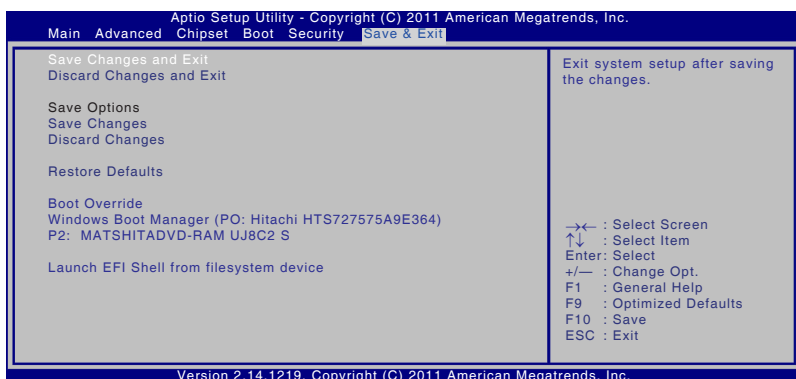 Aptio Setup Utility - Copyright (C) 2011 American Megatrends, Inc.
Main Advanced Chipset Boot Security Save & Exit
Save Changes and Exit
Discard Changes and Exit
Save Options
Save Changes
Discard Changes
Restore Defaults
Boot Override
Windows Boot Manager (PO: Hitachi HTS727575A9E364)
P2: MATSHITADVD-RAM UJ8C2 S
Launch EFI Shell from filesystem device
Exit system setup after saving
the changes.
→← : Select Screen
↑↓ : Select Item
Enter: Select
+/— : Change Opt.
F1 : General Help
F9 : Optimized Defaults
F10 : Save
ESC : Exit
Version 2.14.1219. Copyright (C) 2011 American Megatrends, Inc.